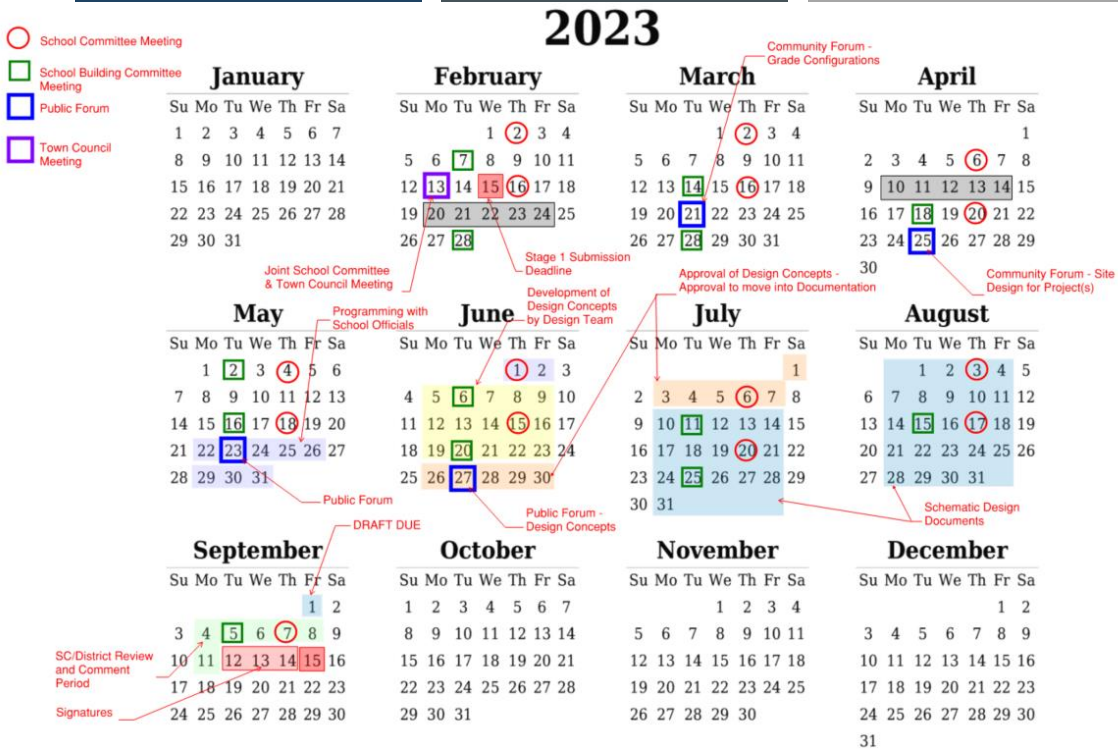 2023
School Committee Meeting
School Building Committee
Meeting
Public Forum
Town Council
Meeting
January
Su Mo Tu We Th Fr Sa
1 2 3 4 5 6 7
8 9 10 11 12 13 14
15 16 17 18 19 20 21
22 23 24 25 26 27 28
29 30 31
February
Su Mo Tu We Th Fr Sa
1 2 3 4
5 6 7 8 9 10 11
12 13 14 15 16 17 18
19 20 21 22 23 24 25
26 27 28
Joint School Committee
& Town Council Meeting
Stage 1 Submission
Deadline
Community Forum -
Grade Configurations
March
Su Mo Tu We Th Fr Sa
1 2 3 4
5 6 7 8 9 10 11
12 13 14 15 16 17 18
19 20 21 22 23 24 25
26 27 28 29 30 31
April
Su Mo Tu We Th Fr Sa
1
2 3 4 5 6 7 8
9 10 11 12 13 14 15
16 17 18 19 20 21 22
23 24 25 26 27 28 29
30
Community Forum - Site
Design for Project(s)
Programming with
School Officials
May
Su Mo Tu We Th Fr Sa
1 2 3 4 5 6
7 8 9 10 11 12 13
14 15 16 17 18 19 20
21 22 23 24 25 26 27
28 29 30 31
Public Forum
Development of
Design Concepts
by Design Team
June
Su Mo Tu We Th Fr Sa
1 2 3
4 5 6 7 8 9 10
11 12 13 14 15 16 17
18 19 20 21 22 23 24
25 26 27 28 29 30
Public Forum -
Design Concepts
Approval of Design Concepts -
Approval to move into Documentation
July
Su Mo Tu We Th Fr Sa
1
2 3 4 5 6 7 8
9 10 11 12 13 14 15
16 17 18 19 20 21 22
23 24 25 26 27 28 29
30 31
August
Su Mo Tu We Th Fr Sa
1 2 3 4 5
6 7 8 9 10 11 12
13 14 15 16 17 18 19
20 21 22 23 24 25 26
27 28 29 30 31
Schematic Design
Documents
DRAFT DUE
September
Su Mo Tu We Th Fr Sa
1 2
3 4 5 6 7 8 9
10 11 12 13 14 15 16
17 18 19 20 21 22 23
24 25 26 27 28 29 30
SC/District Review
and Comment
Period
Signatures
October
Su Mo Tu We Th Fr Sa
1 2 3 4 5 6 7
8 9 10 11 12 13 14
15 16 17 18 19 20 21
22 23 24 25 26 27 28
29 30 31
November
Su Mo Tu We Th Fr Sa
1 2 3 4
5 6 7 8 9 10 11
12 13 14 15 16 17 18
19 20 21 22 23 24 25
26 27 28 29 30
December
Su Mo Tu We Th Fr Sa
1 2
3 4 5 6 7 8 9
10 11 12 13 14 15 16
17 18 19 20 21 22 23
24 25 26 27 28 29 30
31